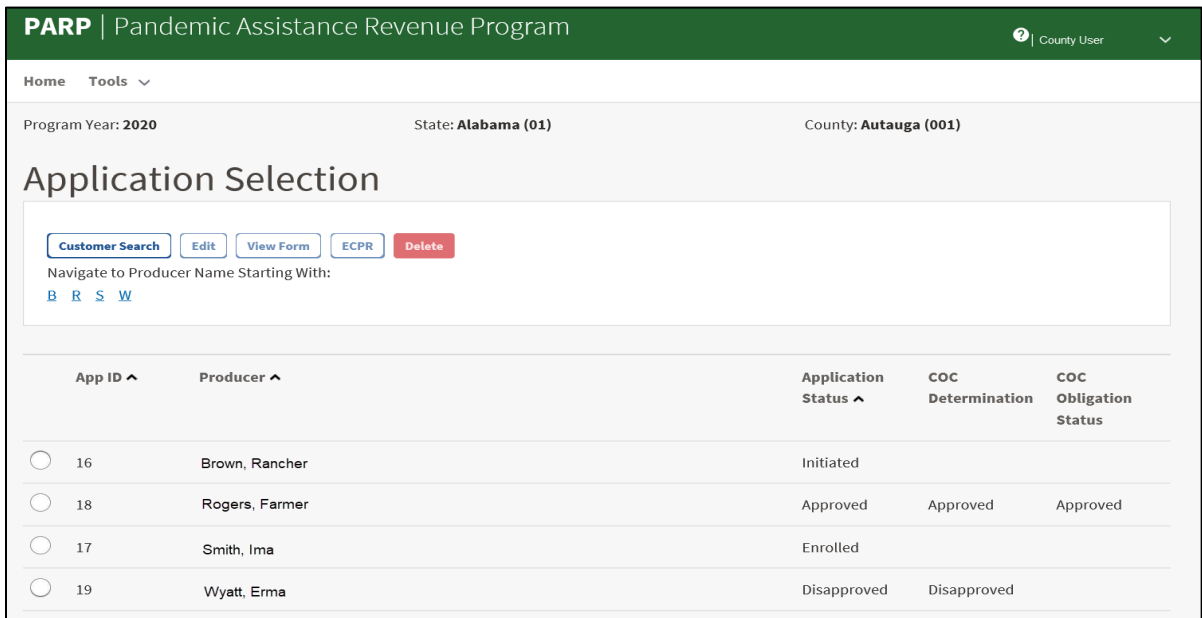 PARP | Pandemic Assistance Revenue Program
? | County User
Home Tools
Program Year: 2020 State: Alabama (01) County: Autauga (001)
Application Selection
Customer Search Edit View Form ECPR Delete
Navigate to Producer Name Starting With:
B R S W
App ID Producer Application Status COC Determination COC Obligation Status
16 Brown, Rancher Initiated
18 Rogers, Farmer Approved Approved Approved
17 Smith, Ima Enrolled
19 Wyatt, Erma Disapproved Disapproved